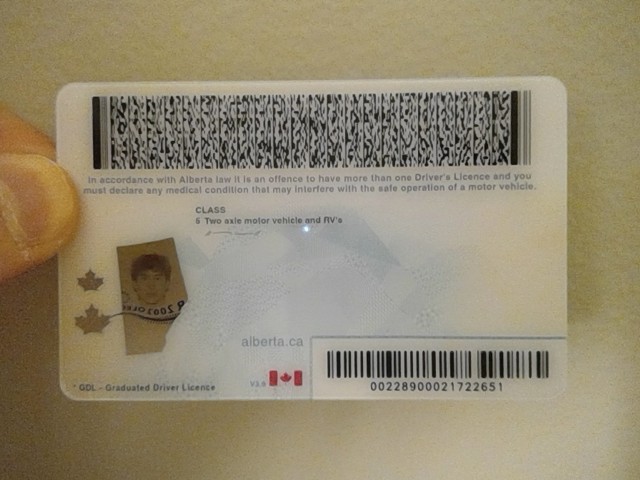 In accordance with Alberta law it is an offence to have more than one Driver's Licence and you
must declare any medical condition that may interfere with the safe operation of a motor vehicle.
CLASS
5 Two axle motor vehicle and RV's
alberta.ca
* GDL - Graduated Driver Licence
V3.0
00228900021722651